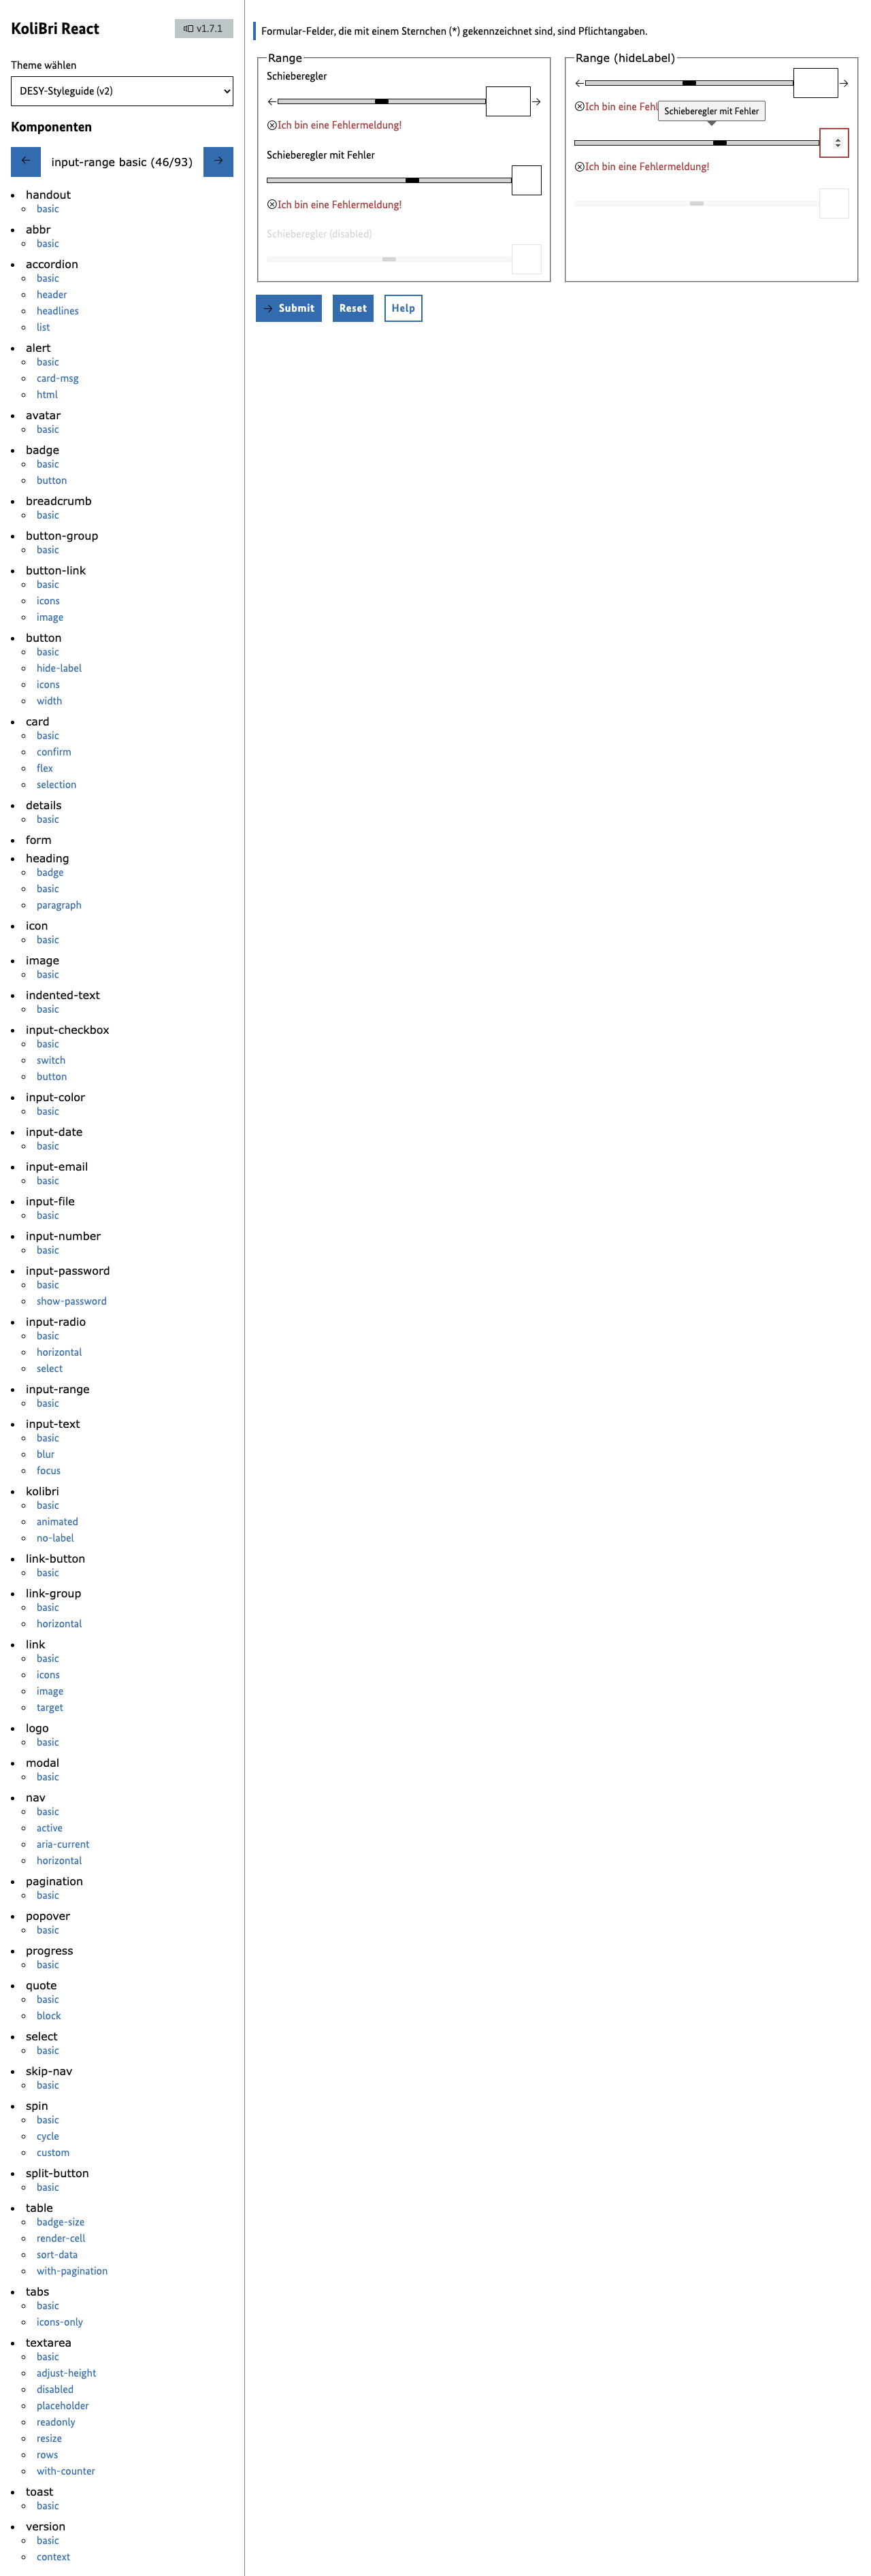 KoliBri React
v1.7.1
Theme wählen
DESY-Styleguide (v2)
Komponenten
← input-range basic (46/93) →
handout
basic
abbr
basic
accordion
basic
header
headlines
list
alert
basic
card-msg
html
avatar
basic
badge
basic
button
breadcrumb
basic
button-group
basic
button-link
basic
icons
image
button
basic
hide-label
icons
width
card
basic
confirm
flex
selection
details
basic
form
heading
badge
basic
paragraph
icon
basic
image
basic
indented-text
basic
input-checkbox
basic
switch
button
input-color
basic
input-date
basic
input-email
basic
input-file
basic
input-number
basic
input-password
basic
show-password
input-radio
basic
horizontal
select
input-range
basic
input-text
basic
blur
focus
kolibri
basic
animated
no-label
link-button
basic
link-group
basic
horizontal
link
basic
icons
image
target
logo
basic
modal
basic
nav
basic
active
aria-current
horizontal
pagination
basic
popover
basic
progress
basic
quote
basic
block
select
basic
skip-nav
basic
spin
basic
cycle
custom
split-button
basic
table
badge-size
render-cell
sort-data
with-pagination
tabs
basic
icons-only
textarea
basic
adjust-height
disabled
placeholder
readonly
resize
rows
with-counter
toast
basic
version
basic
context
Formular-Felder, die mit einem Sternchen (*) gekennzeichnet sind, sind Pflichtangaben.
Range
Schieberegler
Ich bin eine Fehlermeldung!
Schieberegler mit Fehler
Ich bin eine Fehlermeldung!
Schieberegler (disabled)
Range (hideLabel)
Ich bin eine Fehl
Schieberegler mit Fehler
Ich bin eine Fehlermeldung!
→ Submit
Reset
Help